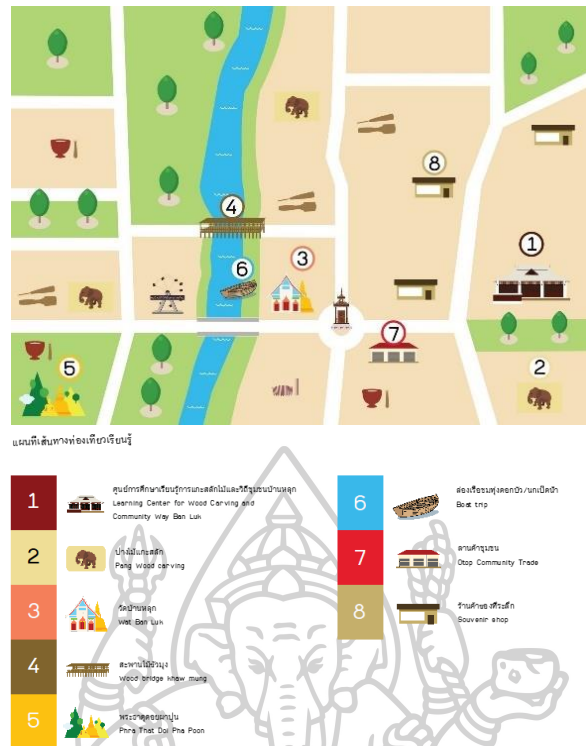 8
4
1
3
6
7
2
5
แผนที่เส้นทางท่องเที่ยวเรียนรู้
1
ศูนย์การศึกษาเรียนรู้การแกะสลักไม้และวิถีชุมชนบ้านหลุก
Learning Center for Wood Carving and
Community Way Ban Luk
2
ปางไม้แกะสลัก
Pang Wood carving
3
วัดบ้านหลุก
Wat Ban Luk
4
สะพานไม้ขัวมุง
Wood bridge khaw mung
5
พระธาตุดอยผาปูน
Phra That Doi Pha Poon
6
ล่องเรือชมทุ่งดอกบัว/นกเป็ดน้ำ
Boat trip
7
ลานค้าชุมชน
Otop Community Trade
8
ร้านค้าของที่ระลึก
Souvenir shop